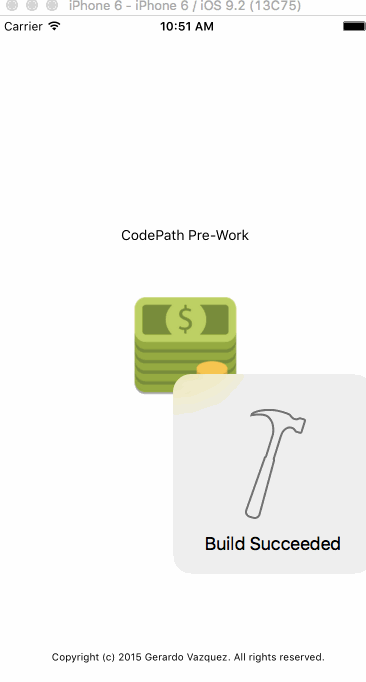 iPhone 6 - iPhone 6 / iOS 9.2 (13C75)
Carrier 10:51 AM
CodePath Pre-Work
$
Build Succeeded
Copyright (c) 2015 Gerardo Vazquez. All rights reserved.